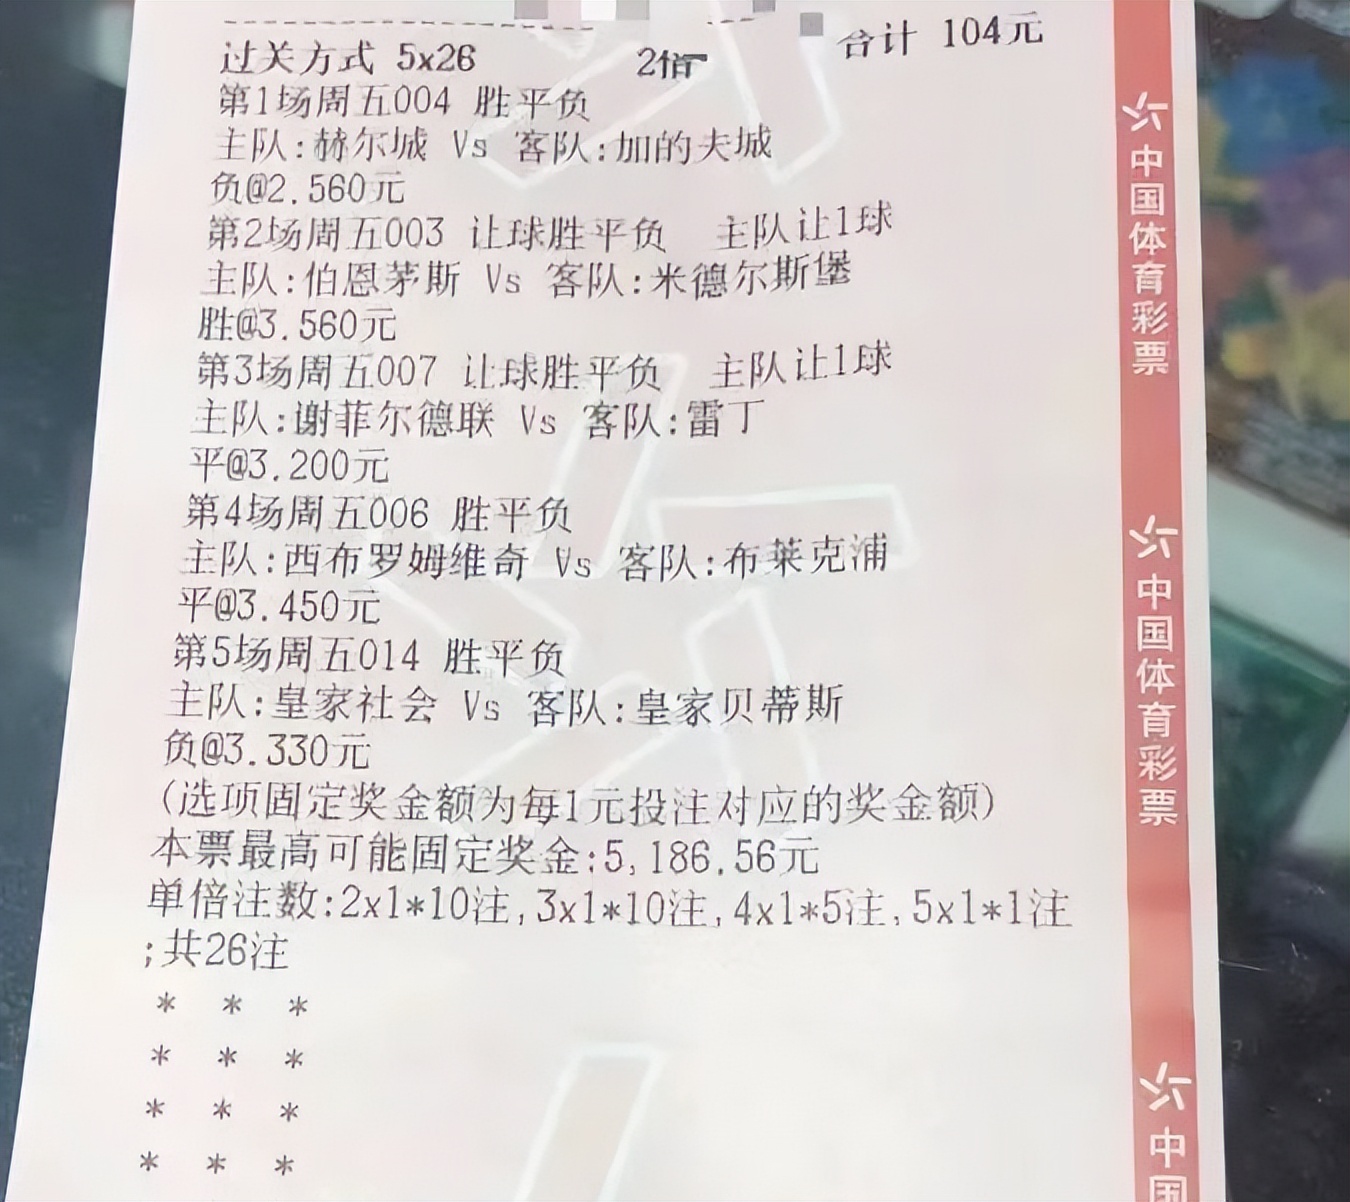 过关方式 5x26 2倍 合计 104元
第1场周五004 胜平负
主队:赫尔城 Vs 客队:加的夫城
负@2.560元
第2场周五003 让球胜平负 主队让1球
主队:伯恩茅斯 Vs 客队:米德尔斯堡
胜@3.560元
第3场周五007 让球胜平负 主队让1球
主队:谢菲尔德联 Vs 客队:雷丁
平@3.200元
第4场周五006 胜平负
主队:西布罗姆维奇 Vs 客队:布莱克浦
平@3.450元
第5场周五014 胜平负
主队:皇家社会 Vs 客队:皇家贝蒂斯
负@3.330元
(选项固定奖金额为每1元投注对应的奖金额)
本票最高可能固定奖金:5,186.56元
单倍注数:2x1*10注,3x1*10注,4x1*5注,5x1*1注
;共26注
* * *
* * *
* * *
* * *
中国体育彩票
中国体育彩票
中国